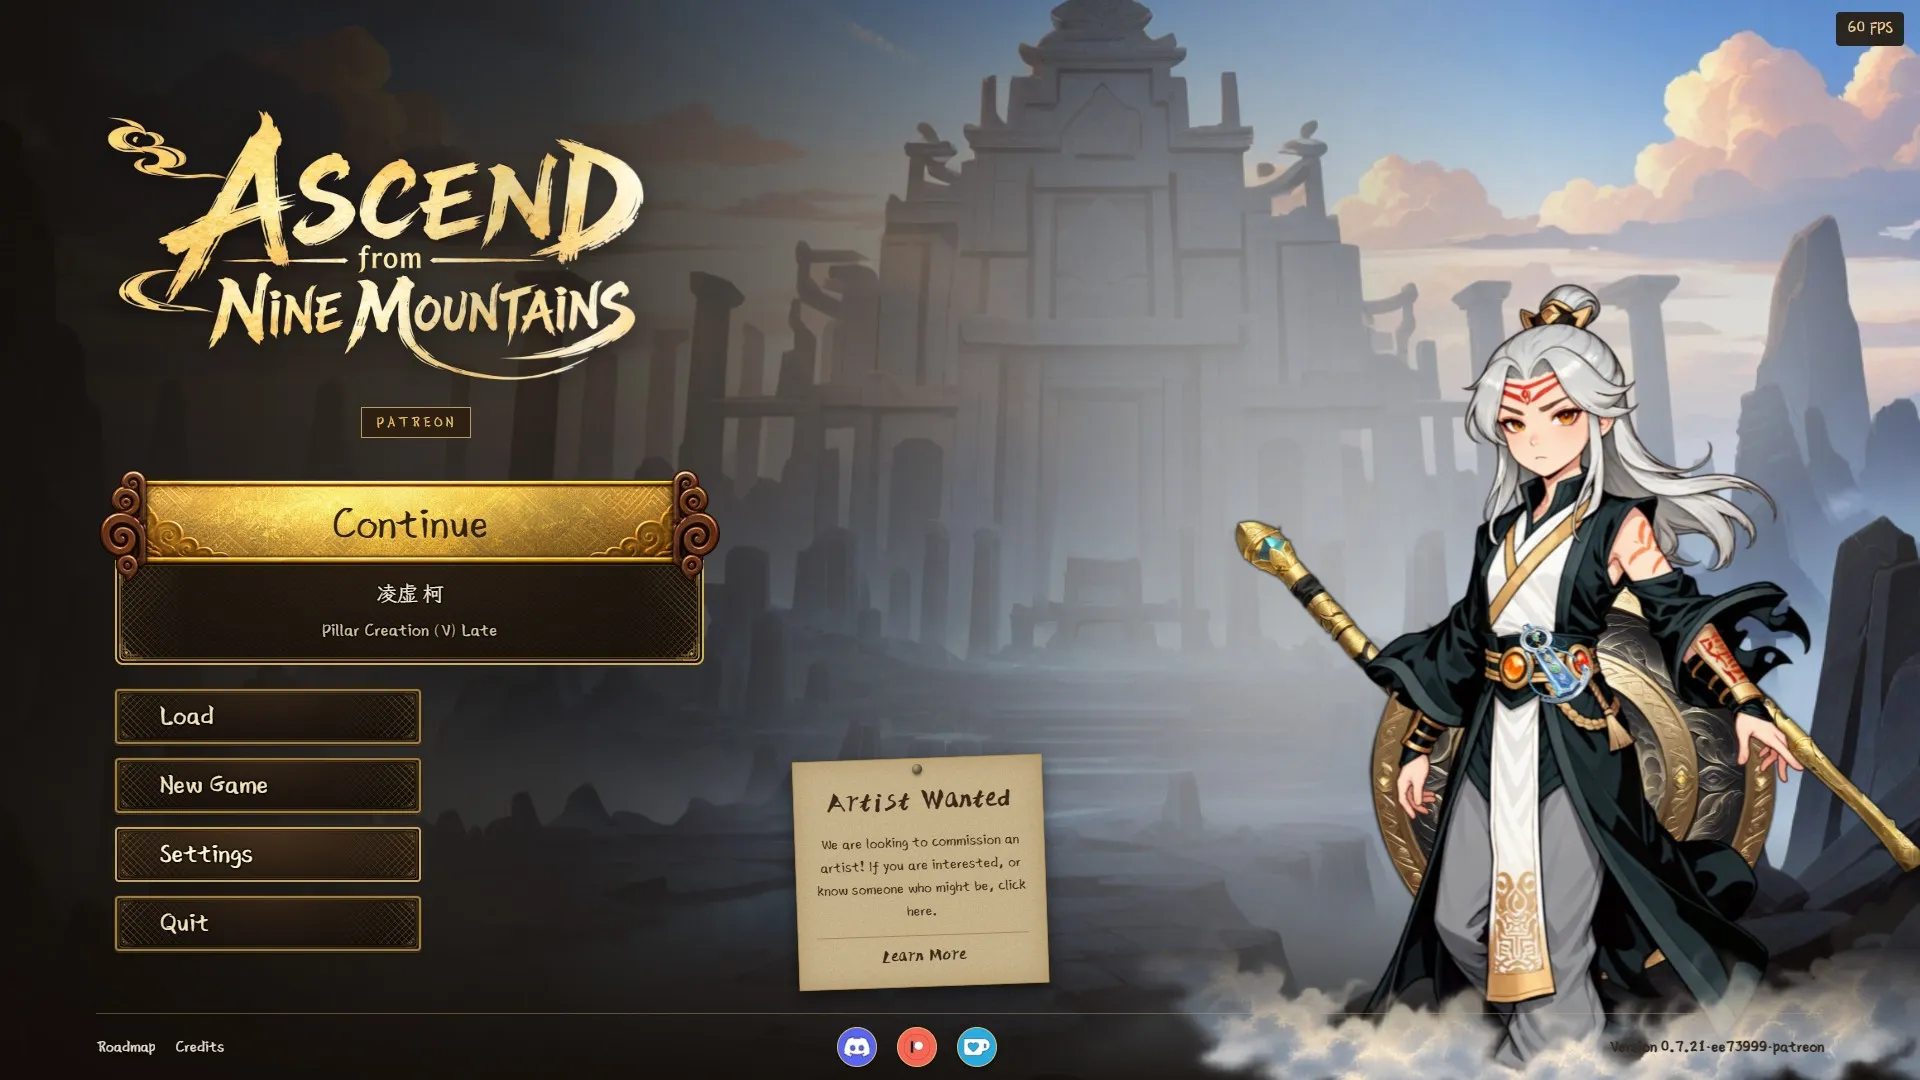 60 FPS
ASCEND
from
NINE MOUNTAINS
PATREON
Continue
凌虚 柯
Pillar Creation (V) Late
Load
New Game
Settings
Quit
Artist Wanted
We are looking to commission an
artist! If you are interested, or
know someone who might be, click
here.
Learn More
Roadmap Credits
Version 0.7.21-ee73999-patreon